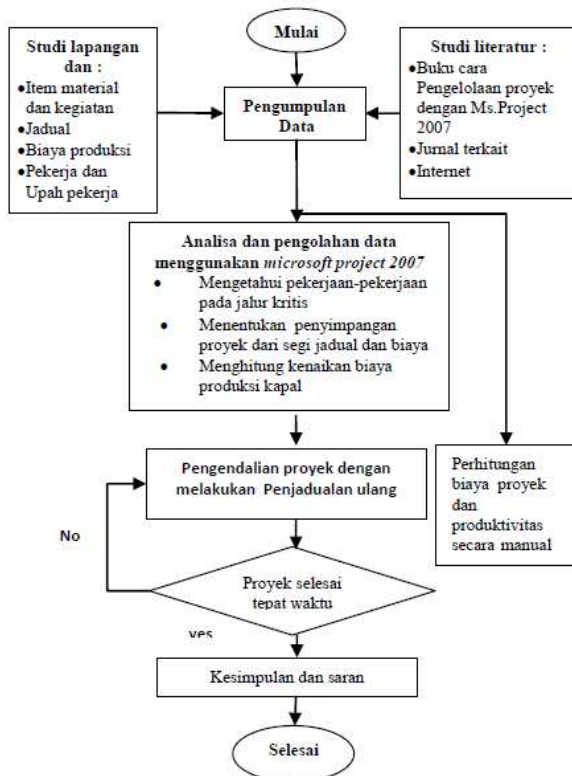 Mulai
Studi lapangan
dan :
•Item material
dan kegiatan
•Jadual
•Biaya produksi
•Pekerja dan
Upah pekerja
Pengumpulan
Data
Studi literatur :
•Buku cara
Pengelolaan proyek
dengan Ms.Project
2007
•Jurnal terkait
•Internet
Analisa dan pengolahan data
menggunakan microsoft project 2007
• Mengetahui pekerjaan-pekerjaan
pada jalur kritis
• Menentukan penyimpangan
proyek dari segi jadual dan biaya
• Menghitung kenaikan biaya
produksi kapal
Pengendalian proyek dengan
melakukan Penjadualan ulang
Perhitungan
biaya proyek
dan
produktivitas
secara manual
No
Proyek selesai
tepat waktu
yes
Kesimpulan dan saran
Selesai